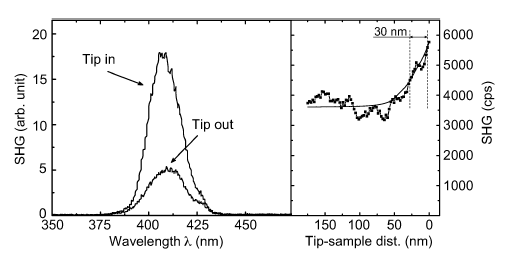 20
15
10
5
0
SHG (arb. unit)
Tip in
Tip out
350
375
400
425
450
Wavelength λ (nm)
30 nm
6000
5000
4000
3000
2000
1000
SHG (cps)
150
100
50
0
Tip-sample dist. (nm)